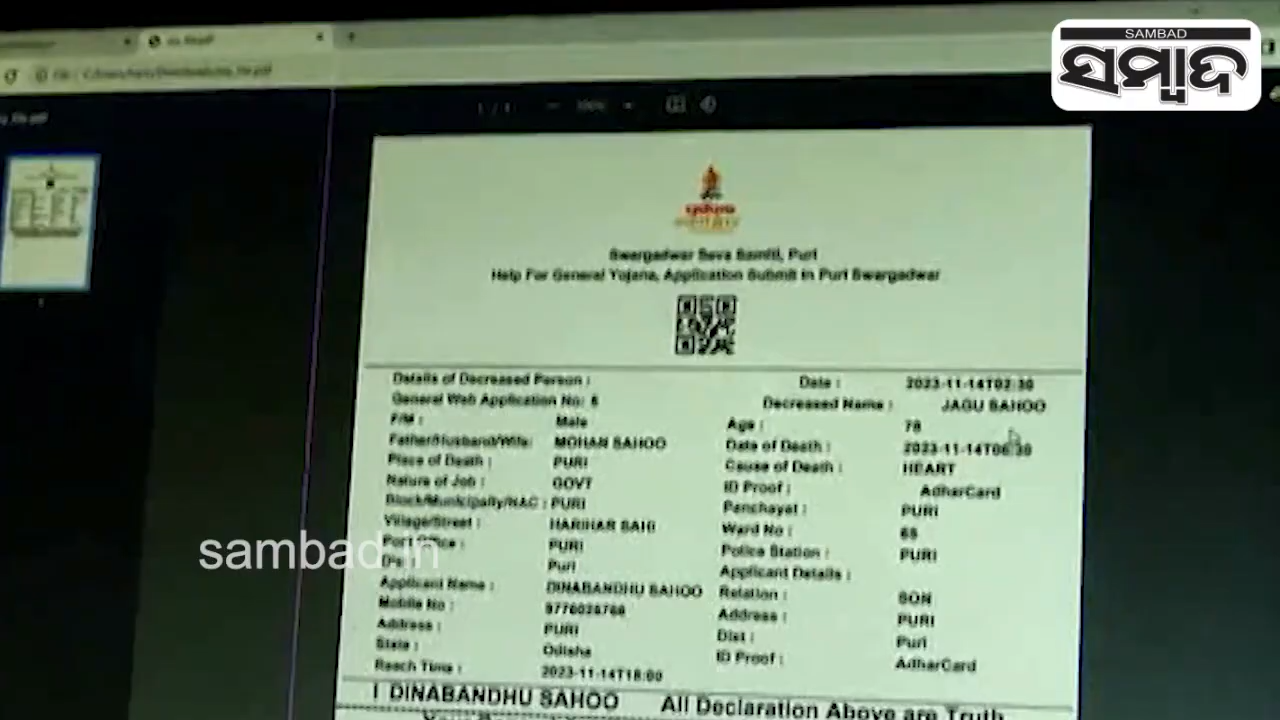 SAMBAD
ସମ୍ବାଦ
Swargadwar Seva Samiti, Puri
Help For General Yojana, Application Submit In Puri Swargadwar
Details of Decreased Person :
Date : 2023-11-14T02:30
General Web Application No: 6
Decreased Name : JAGU SAHOO
F/M : Male
Age : 78
Father/Husband/Wife: MOHAN SAHOO
Date of Death : 2023-11-14T06:30
Place of Death : PURI
Cause of Death : HEART
Nature of Job : GOVT
ID Proof : AdharCard
Block/Municipality/NAC : PURI
Panchayat : PURI
Village/Street : HARIHAR SAHI
Ward No :
PURI
Police Station : PURI
Puri
Applicant Details :
Applicant Name : DINABANDHU SAHOO
Relation : SON
Mobile No :
Address : PURI
Address : PURI
Dist : Puri
State : Odisha
ID Proof : AdharCard
Reach Time : 2023-11-14T18:00
I DINABANDHU SAHOO All Declaration Above are Truth
sambad.in